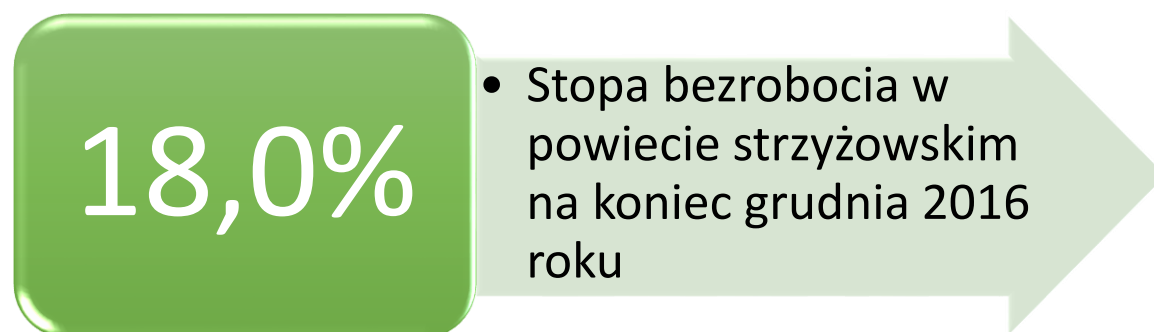 18,0%
• Stopa bezrobocia w
powiecie strzyżowskim
na koniec grudnia 2016
roku